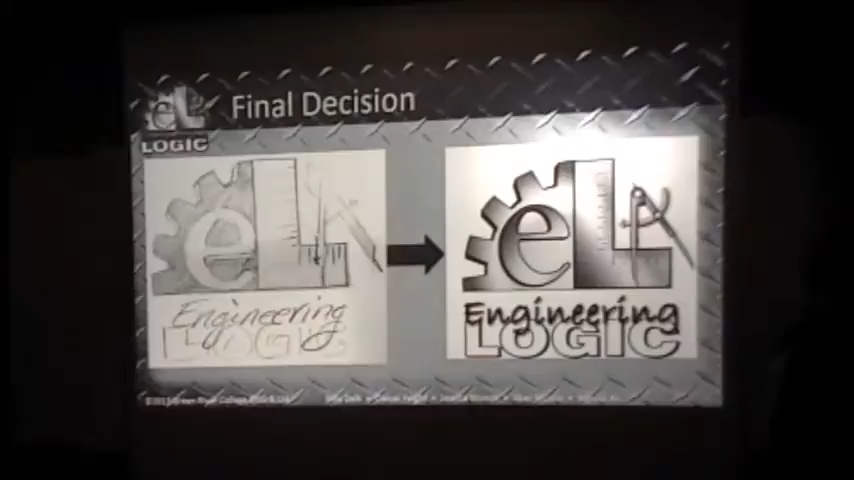 eL
LOGIC
Final Decision
eL
Engineering
LOGIC
eL
Engineering
LOGIC